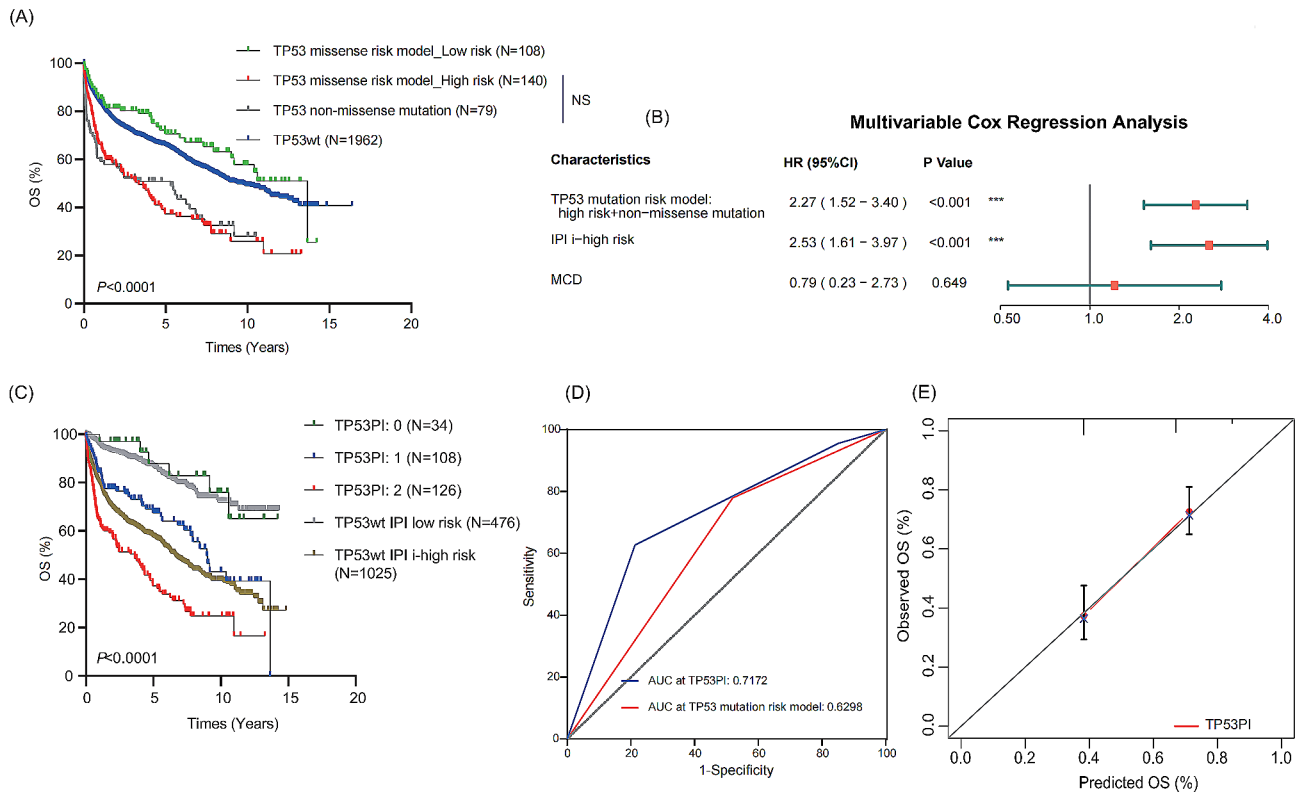 (A)
TP53 missense risk model_Low risk (N=108)
TP53 missense risk model_High risk (N=140)
TP53 non-missense mutation (N=79)
TP53wt (N=1962)
NS
100
80
60
40
20
0
OS (%)
P<0.0001
0 5 10 15 20
Times (Years)
(B)
Multivariable Cox Regression Analysis
Characteristics HR (95%CI) P Value
TP53 mutation risk model:
high risk+non−missense mutation 2.27 ( 1.52 − 3.40 ) <0.001 ***
IPI i−high risk 2.53 ( 1.61 − 3.97 ) <0.001 ***
MCD 0.79 ( 0.23 − 2.73 ) 0.649
0.50 1.0 2.0 4.0
(C)
TP53PI: 0 (N=34)
TP53PI: 1 (N=108)
TP53PI: 2 (N=126)
TP53wt IPI low risk (N=476)
TP53wt IPI i-high risk
(N=1025)
100
80
60
40
20
0
OS (%)
P<0.0001
0 5 10 15 20
Times (Years)
(D)
100
80
60
40
20
0
Sensitivity
AUC at TP53PI: 0.7172
AUC at TP53 mutation risk model: 0.6298
0 20 40 60 80 100
1-Specificity
(E)
1.0
0.8
0.6
0.4
0.2
0.0
Observed OS (%)
TP53PI
0.0 0.2 0.4 0.6 0.8 1.0
Predicted OS (%)